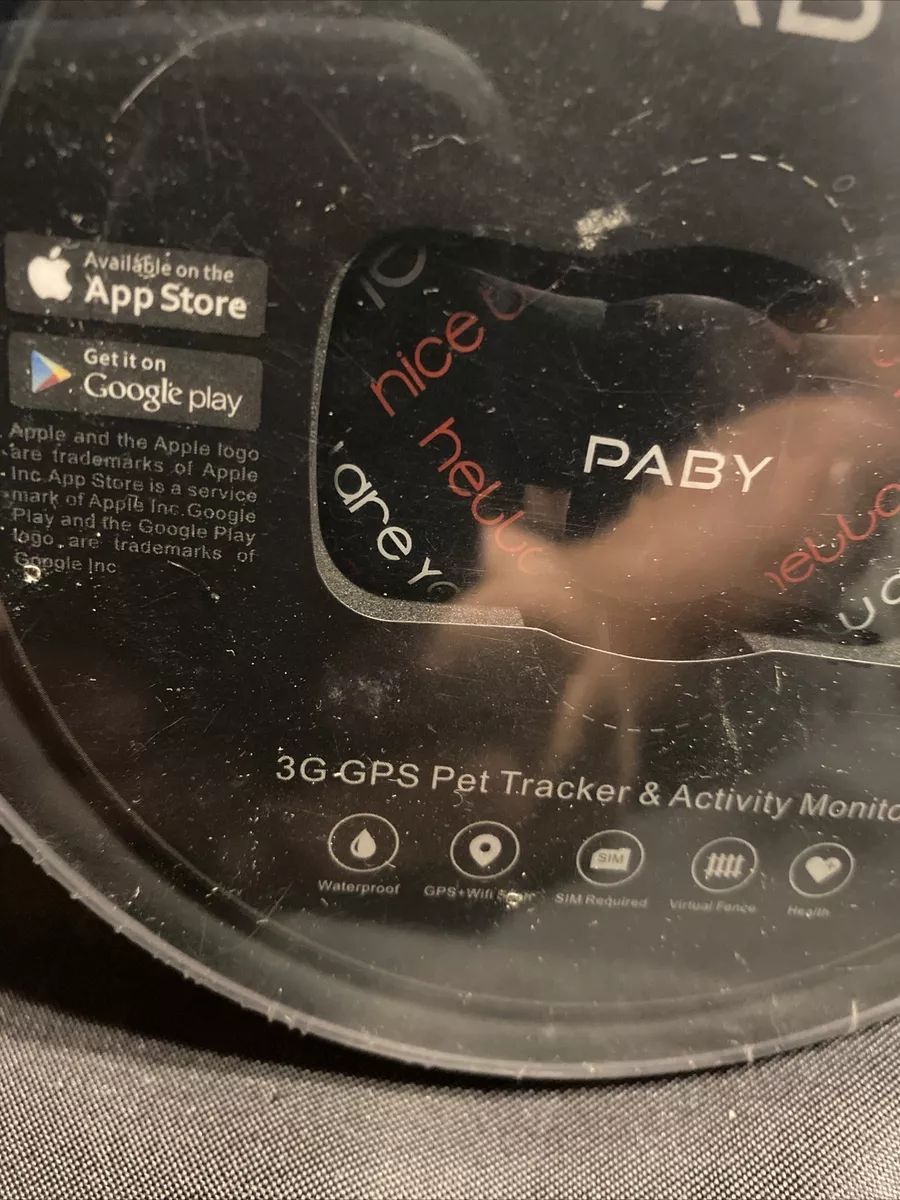 Available on the
App Store
Get it on
Google play
Apple and the Apple logo
are trademarks of Apple
Inc.App Store is a service
mark of Apple Inc.Google
Play and the Google Play
logo are trademarks of
Google Inc
nice
hello
are
PABY
3G GPS Pet Tracker & Activity
SIM
Waterproof
GPS+Wifi
SIM Required
Virtual Fence
Health